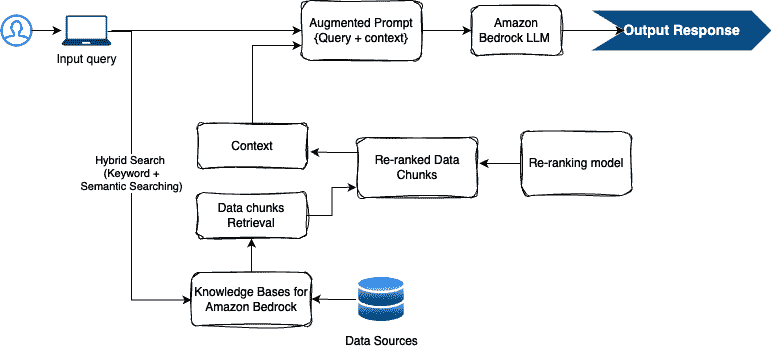 Input query
Augmented Prompt
{Query + context}
Amazon
Bedrock LLM
Output Response
Hybrid Search
(Keyword +
Semantic Searching)
Context
Re-ranked Data
Chunks
Re-ranking model
Data chunks
Retrieval
Knowledge Bases for
Amazon Bedrock
Data Sources